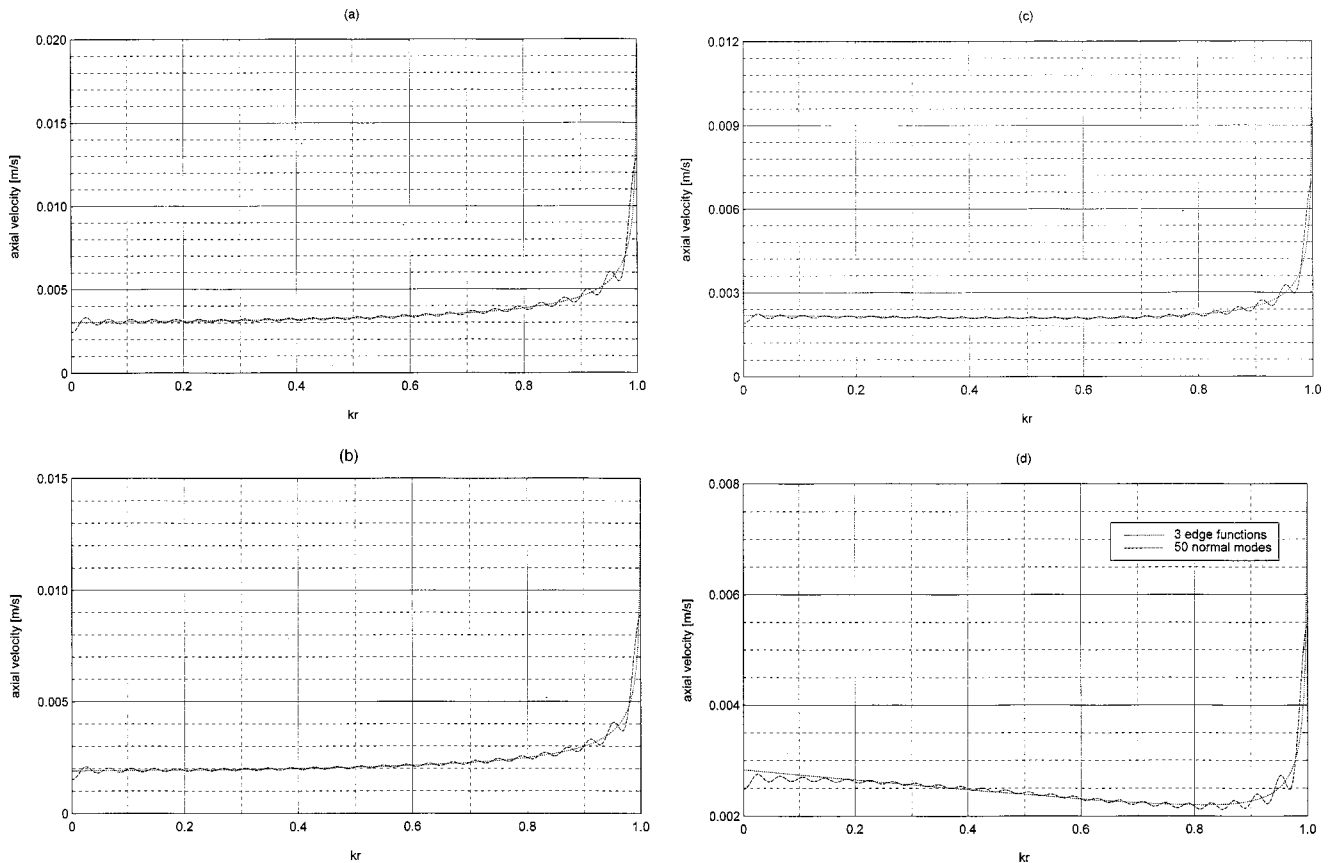 (a)
0.020
0.015
0.010
0.005
0
axial velocity [m/s]
0 0.2 0.4 0.6 0.8 1.0
kr
(b)
0.015
0.010
0.005
0
axial velocity [m/s]
0 0.2 0.4 0.6 0.8 1.0
kr
(c)
0.012
0.009
0.006
0.003
0
axial velocity [m/s]
0 0.2 0.4 0.6 0.8 1.0
kr
(d)
0.008
0.006
0.004
0.002
axial velocity [m/s]
3 edge functions
50 normal modes
0 0.2 0.4 0.6 0.8 1.0
kr